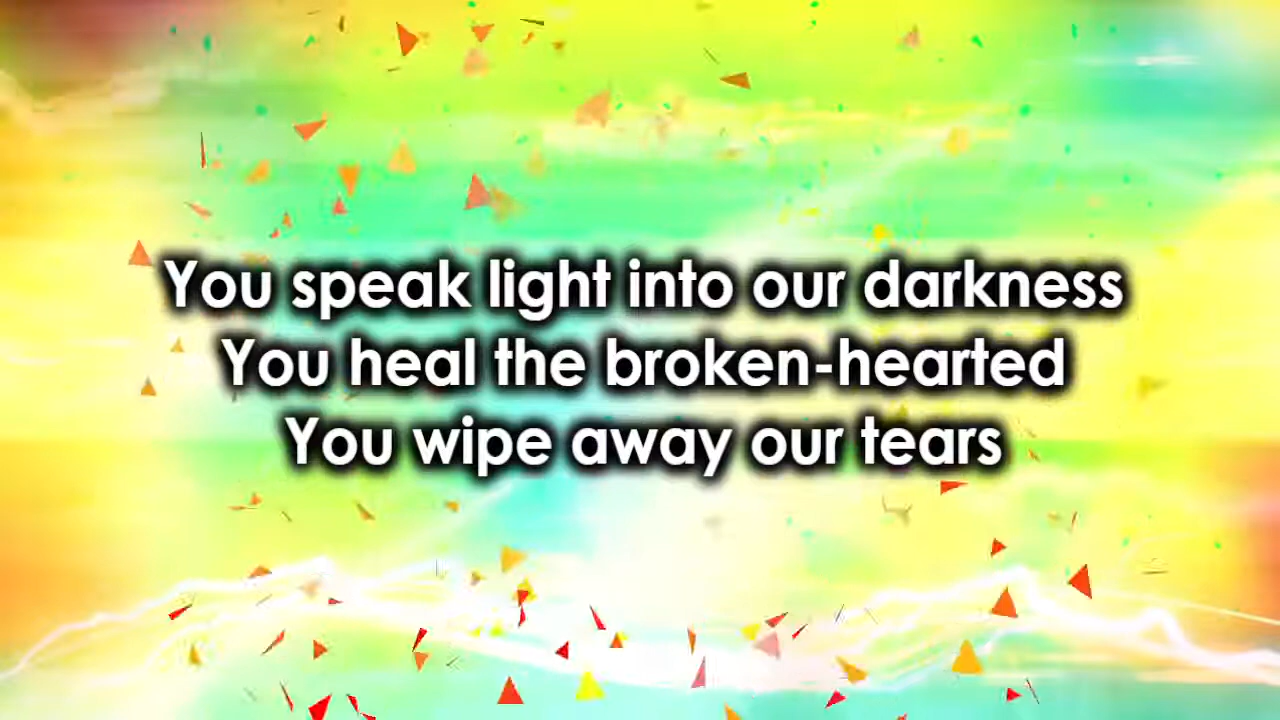 You speak light into our darkness
You heal the broken-hearted
You wipe away our tears